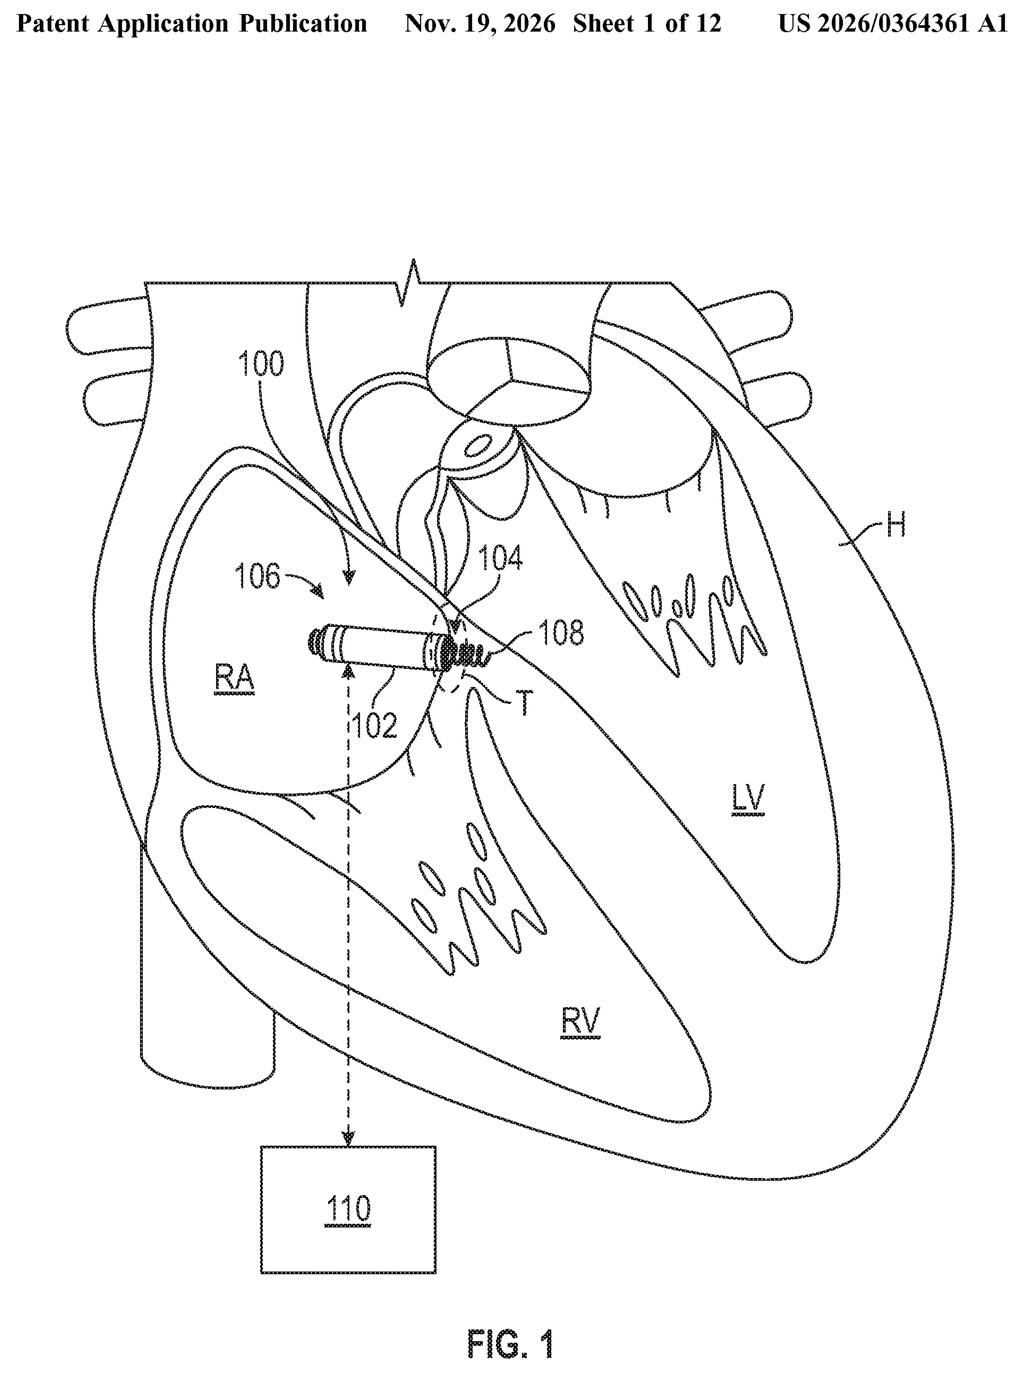 Patent Application Publication Nov. 19, 2026 Sheet 1 of 12 US 2026/0364361 A1
100
H
104
106
108
RA
T
102
LV
RV
110
FIG. 1